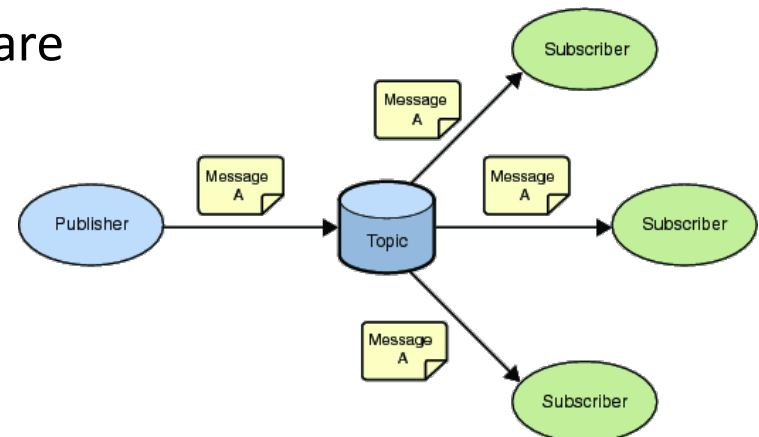 are
Subscriber
Message
A
Message
A
Message
A
Publisher
Topic
Subscriber
Message
A
Subscriber